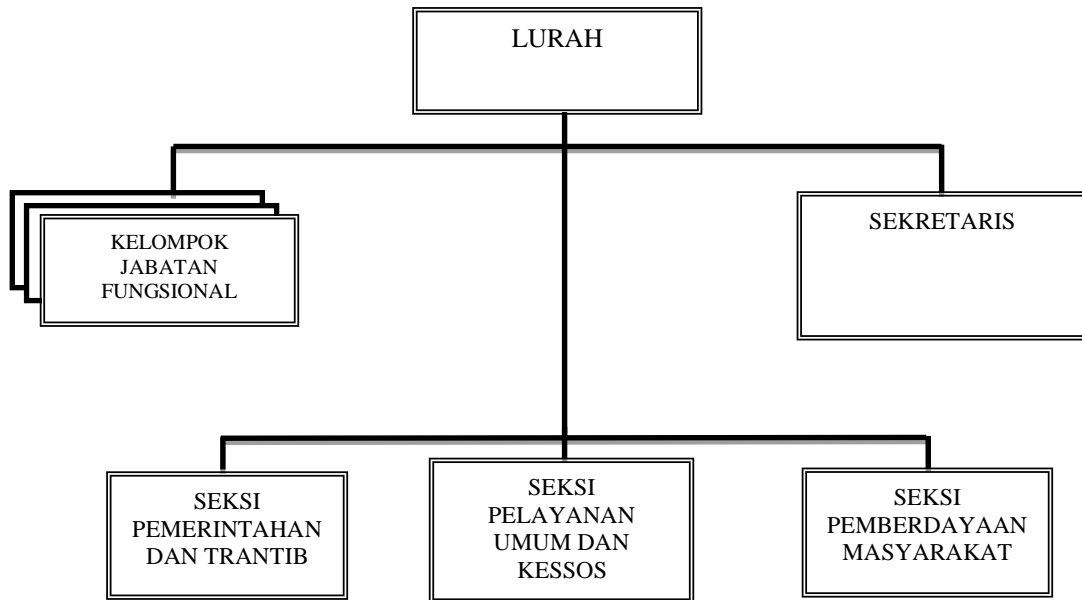 LURAH
KELOMPOK
JABATAN
FUNGSIONAL
SEKRETARIS
SEKSI
PEMERINTAHAN
DAN TRANTIB
SEKSI
PELAYANAN
UMUM DAN
KESSOS
SEKSI
PEMBERDAYAAN
MASYARAKAT